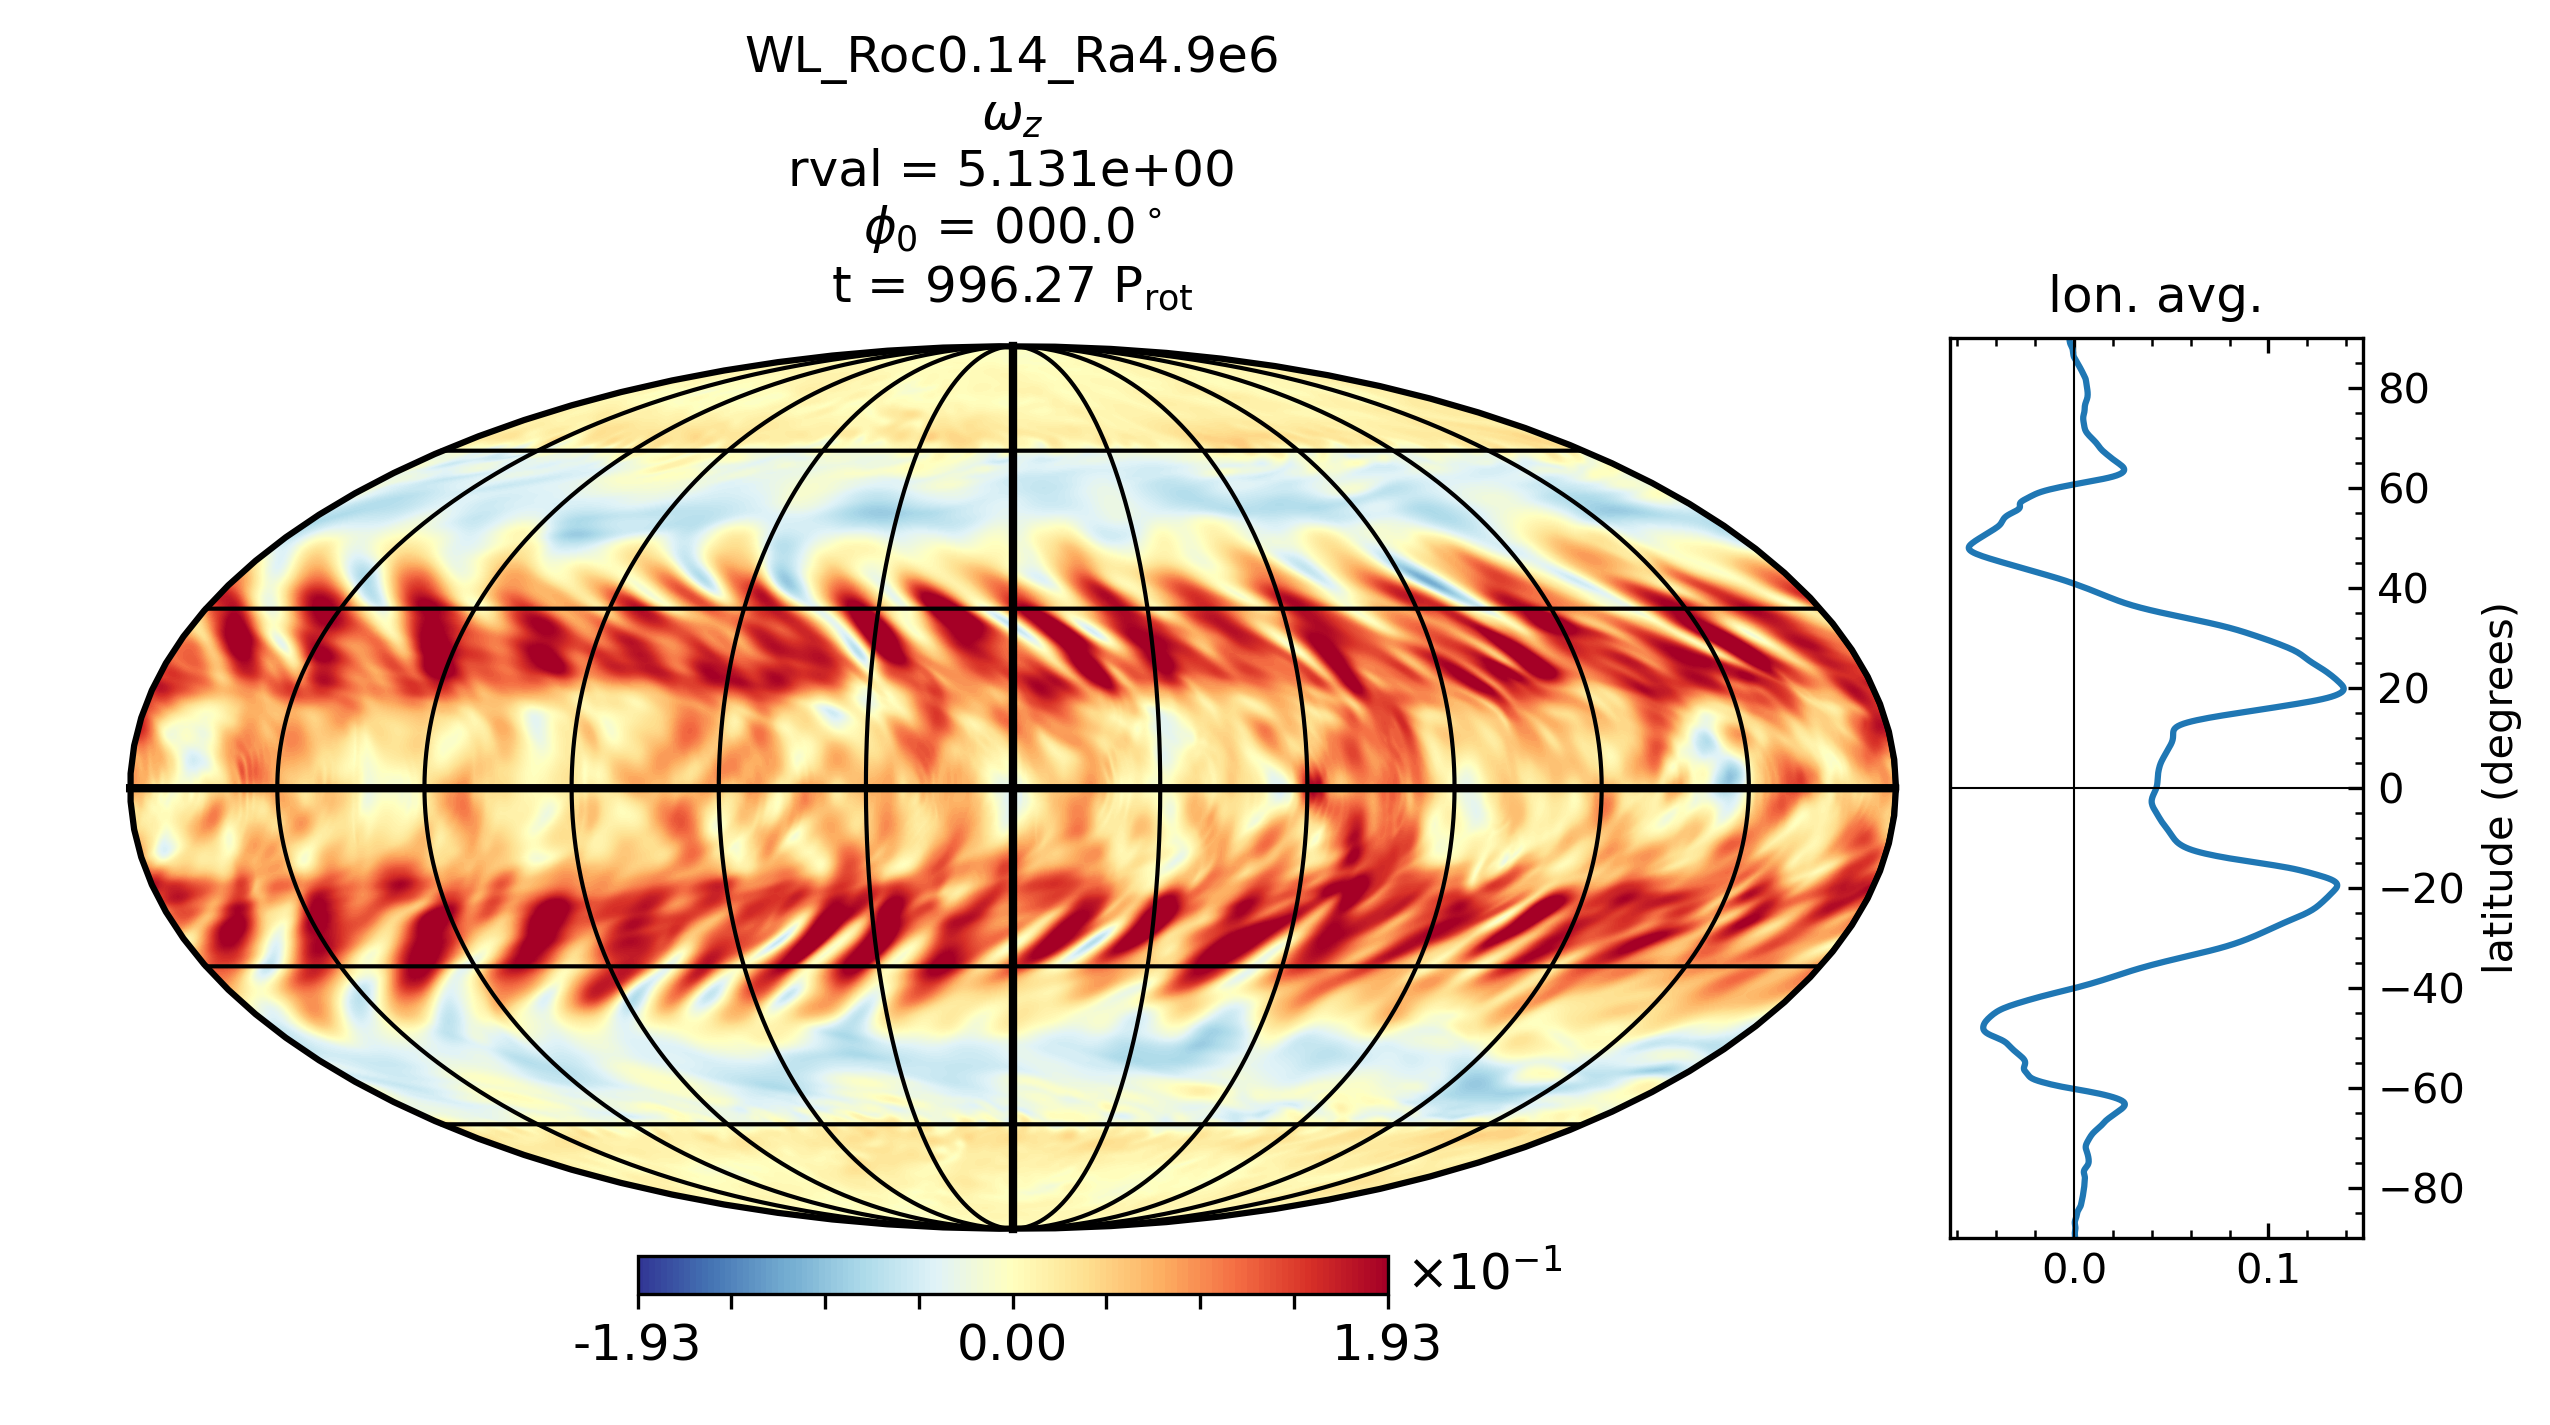 WL_Roc0.14_Ra4.9e6
ω_z
rval = 5.131e+00
ϕ₀ = 000.0°
t = 996.27 P_rot
lon. avg.
80
60
40
20
0
−20
−40
−60
−80
latitude (degrees)
0.0 0.1
×10⁻¹
-1.93 0.00 1.93